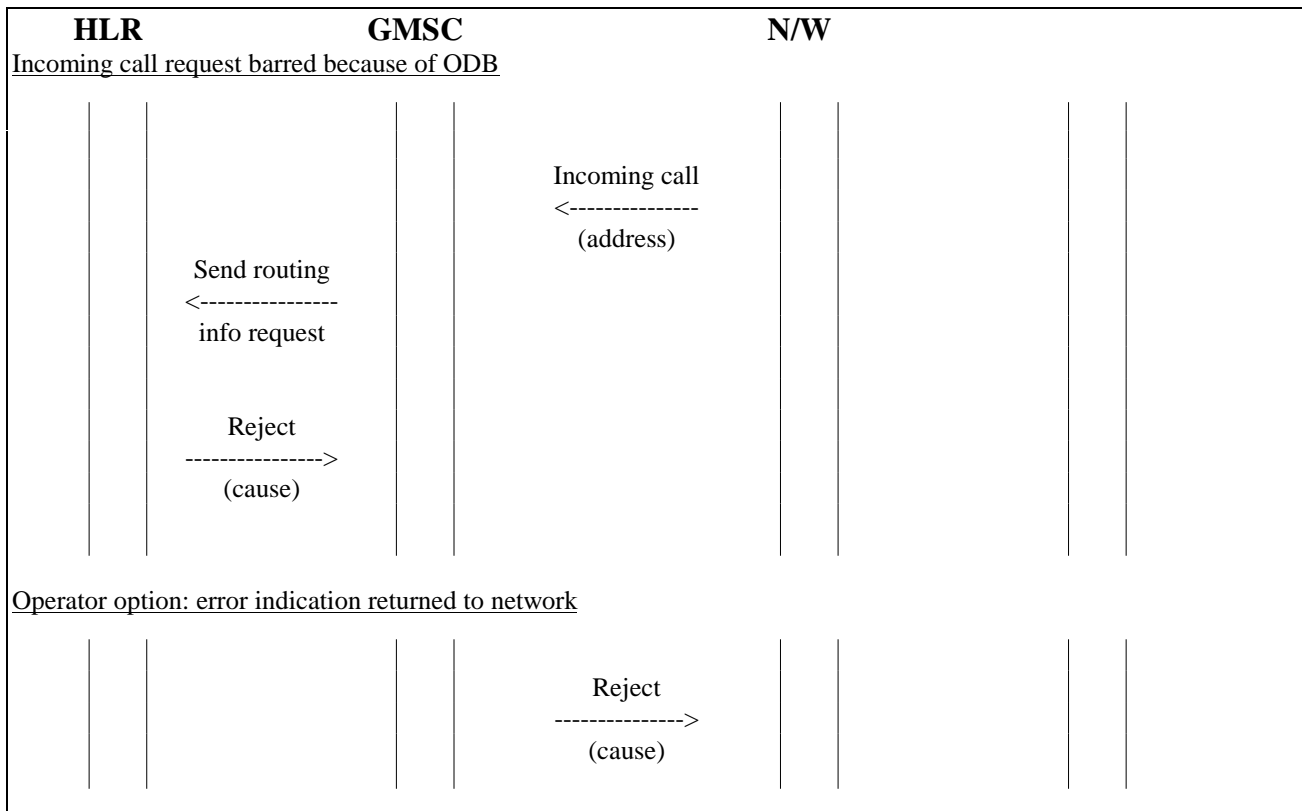 HLR GMSC N/W
Incoming call request barred because of ODB
Incoming call
<---------------
(address)
Send routing
<----------------
info request
Reject
---------------->
(cause)
Operator option: error indication returned to network
Reject
--------------->
(cause)